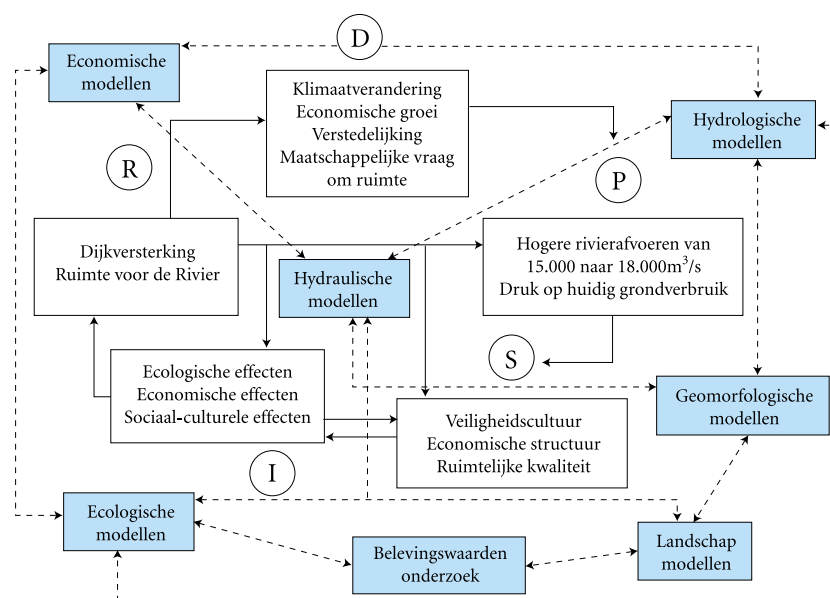 D
Economische
modellen
Klimaatverandering
Economische groei
Verstedelijking
Maatschappelijke vraag
om ruimte
Hydrologische
modellen
R
P
Dijkversterking
Ruimte voor de Rivier
Hydraulische
modellen
Hogere rivierafvoeren van
15.000 naar 18.000m³/s
Druk op huidig grondverbruik
S
Ecologische effecten
Economische effecten
Sociaal-culturele effecten
Geomorfologische
modellen
Veiligheidscultuur
Economische structuur
Ruimtelijke kwaliteit
I
Ecologische
modellen
Belevingswaarden
onderzoek
Landschap
modellen